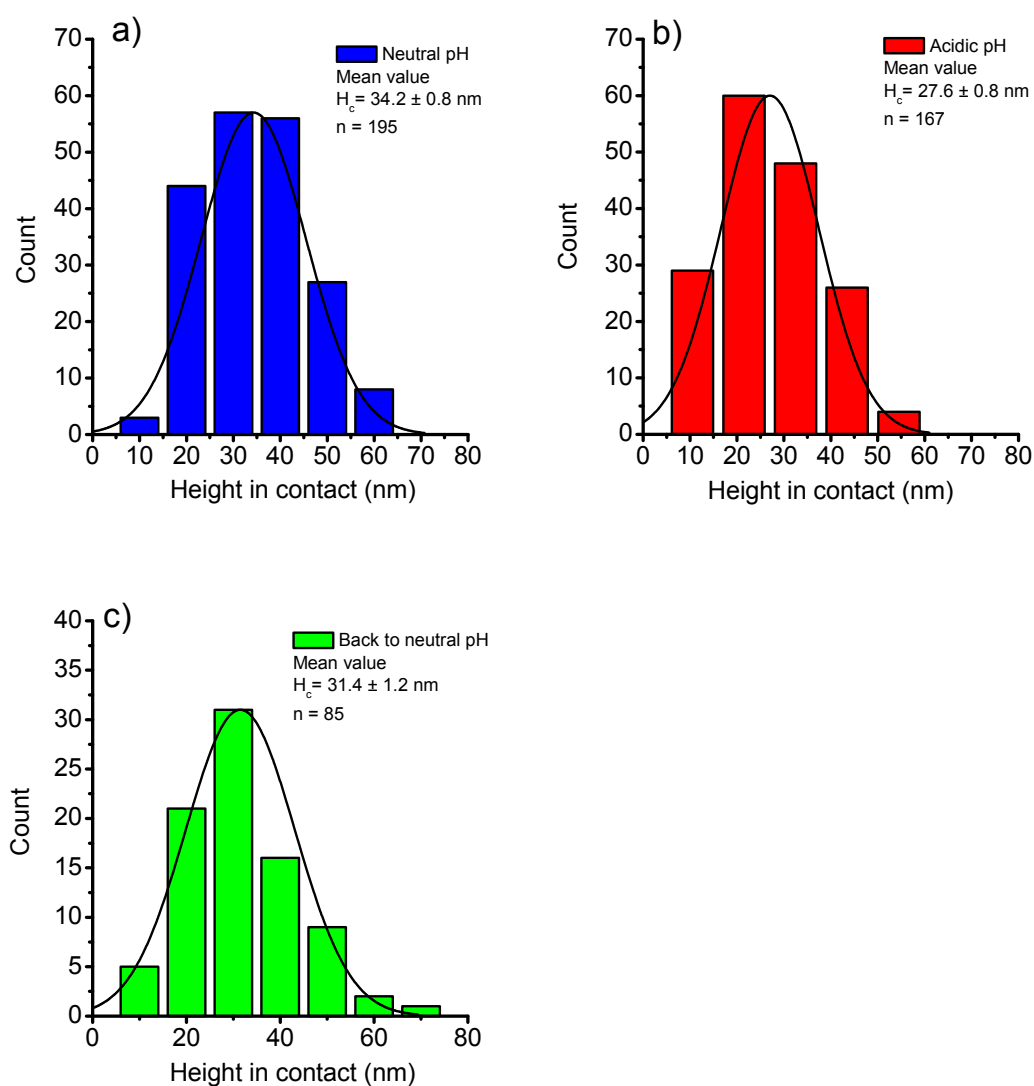 a)
Neutral pH
Mean value
Hc= 34.2 ± 0.8 nm
n = 195
70
60
50
40
30
20
10
0
Count
0 10 20 30 40 50 60 70 80
Height in contact (nm)
b)
Acidic pH
Mean value
Hc= 27.6 ± 0.8 nm
n = 167
70
60
50
40
30
20
10
0
Count
0 10 20 30 40 50 60 70 80
Height in contact (nm)
c)
Back to neutral pH
Mean value
Hc= 31.4 ± 1.2 nm
n = 85
40
35
30
25
20
15
10
5
0
Count
0 20 40 60 80
Height in contact (nm)